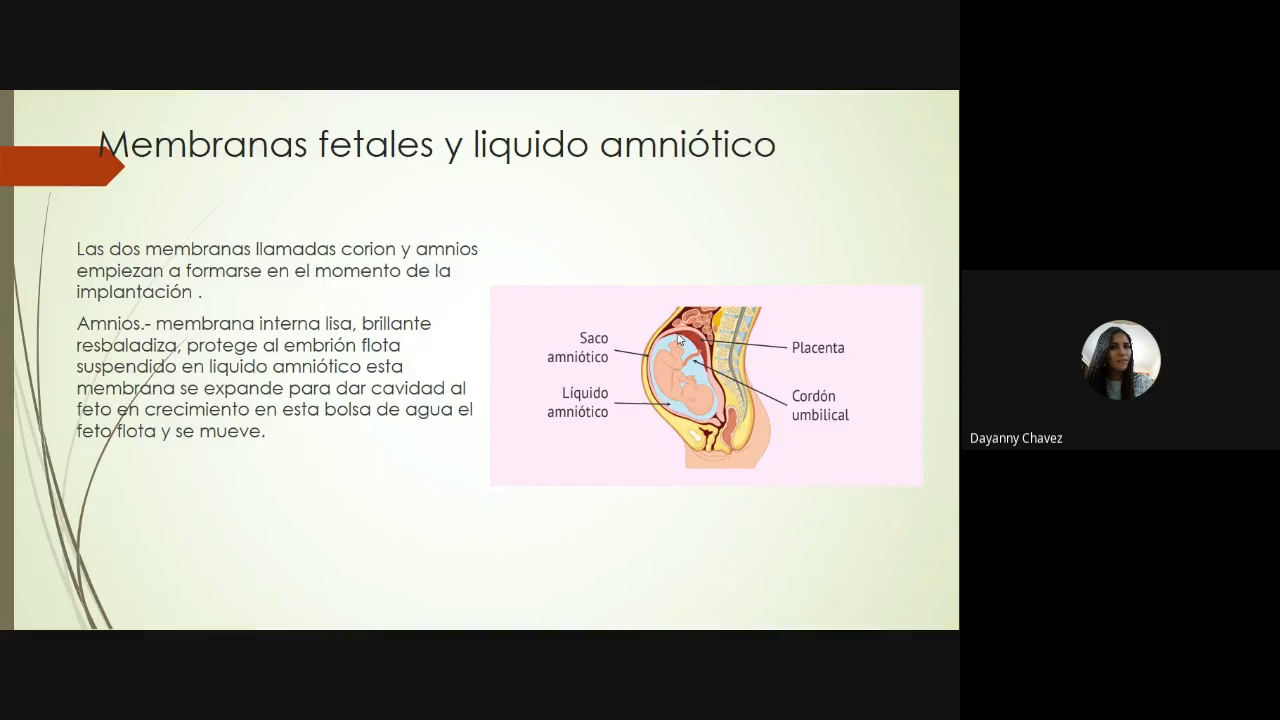 Membranas fetales y liquido amniótico
Las dos membranas llamadas corion y amnios
empiezan a formarse en el momento de la
implantación .
Amnios.- membrana interna lisa, brillante
resbaladiza, protege al embrión flota
suspendido en liquido amniótico esta
membrana se expande para dar cavidad al
feto en crecimiento en esta bolsa de agua el
feto flota y se mueve.
Saco
amniótico
Líquido
amniótico
Placenta
Cordón
umbilical
Dayanny Chavez